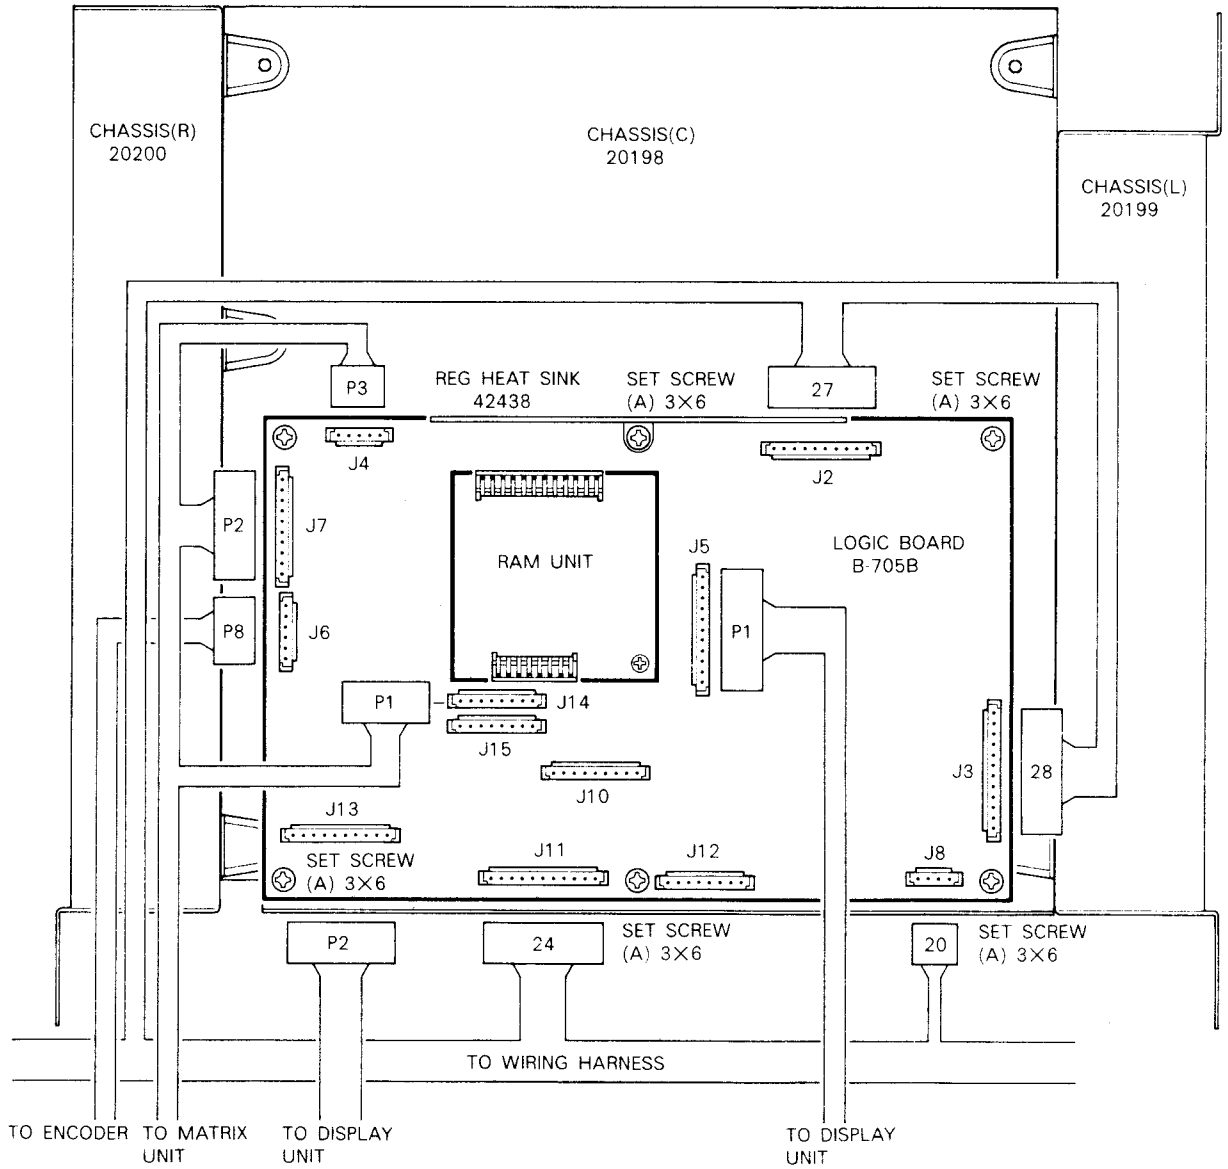 CHASSIS(R)
20200
CHASSIS(C)
20198
CHASSIS(L)
20199
P3
REG HEAT SINK
42438
SET SCREW
(A) 3×6
27
SET SCREW
(A) 3×6
J4
J2
P2
J7
RAM UNIT
J5
LOGIC BOARD
B-705B
P8
J6
P1
P1
J14
J15
J10
J3
28
J13
SET SCREW
(A) 3×6
J11
J12
J8
P2
24
SET SCREW
(A) 3×6
20
SET SCREW
(A) 3×6
TO WIRING HARNESS
TO ENCODER
TO MATRIX
UNIT
TO DISPLAY
UNIT
TO DISPLAY
UNIT